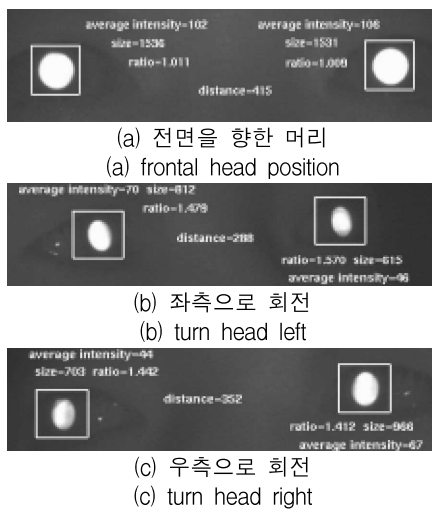 average intensity=102
average intensity=106
size=1536
size=1531
ratio=1.011
ratio=1.009
distance=415
(a) 전면을 향한 머리
(a) frontal head position
average intensity=70 size=812
ratio=1.479
distance=288
ratio=1.570 size=615
average intensity=46
(b) 좌측으로 회전
(b) turn head left
average intensity=44
size=703 ratio=1.442
distance=352
ratio=1.412 size=966
average intensity=67
(c) 우측으로 회전
(c) turn head right